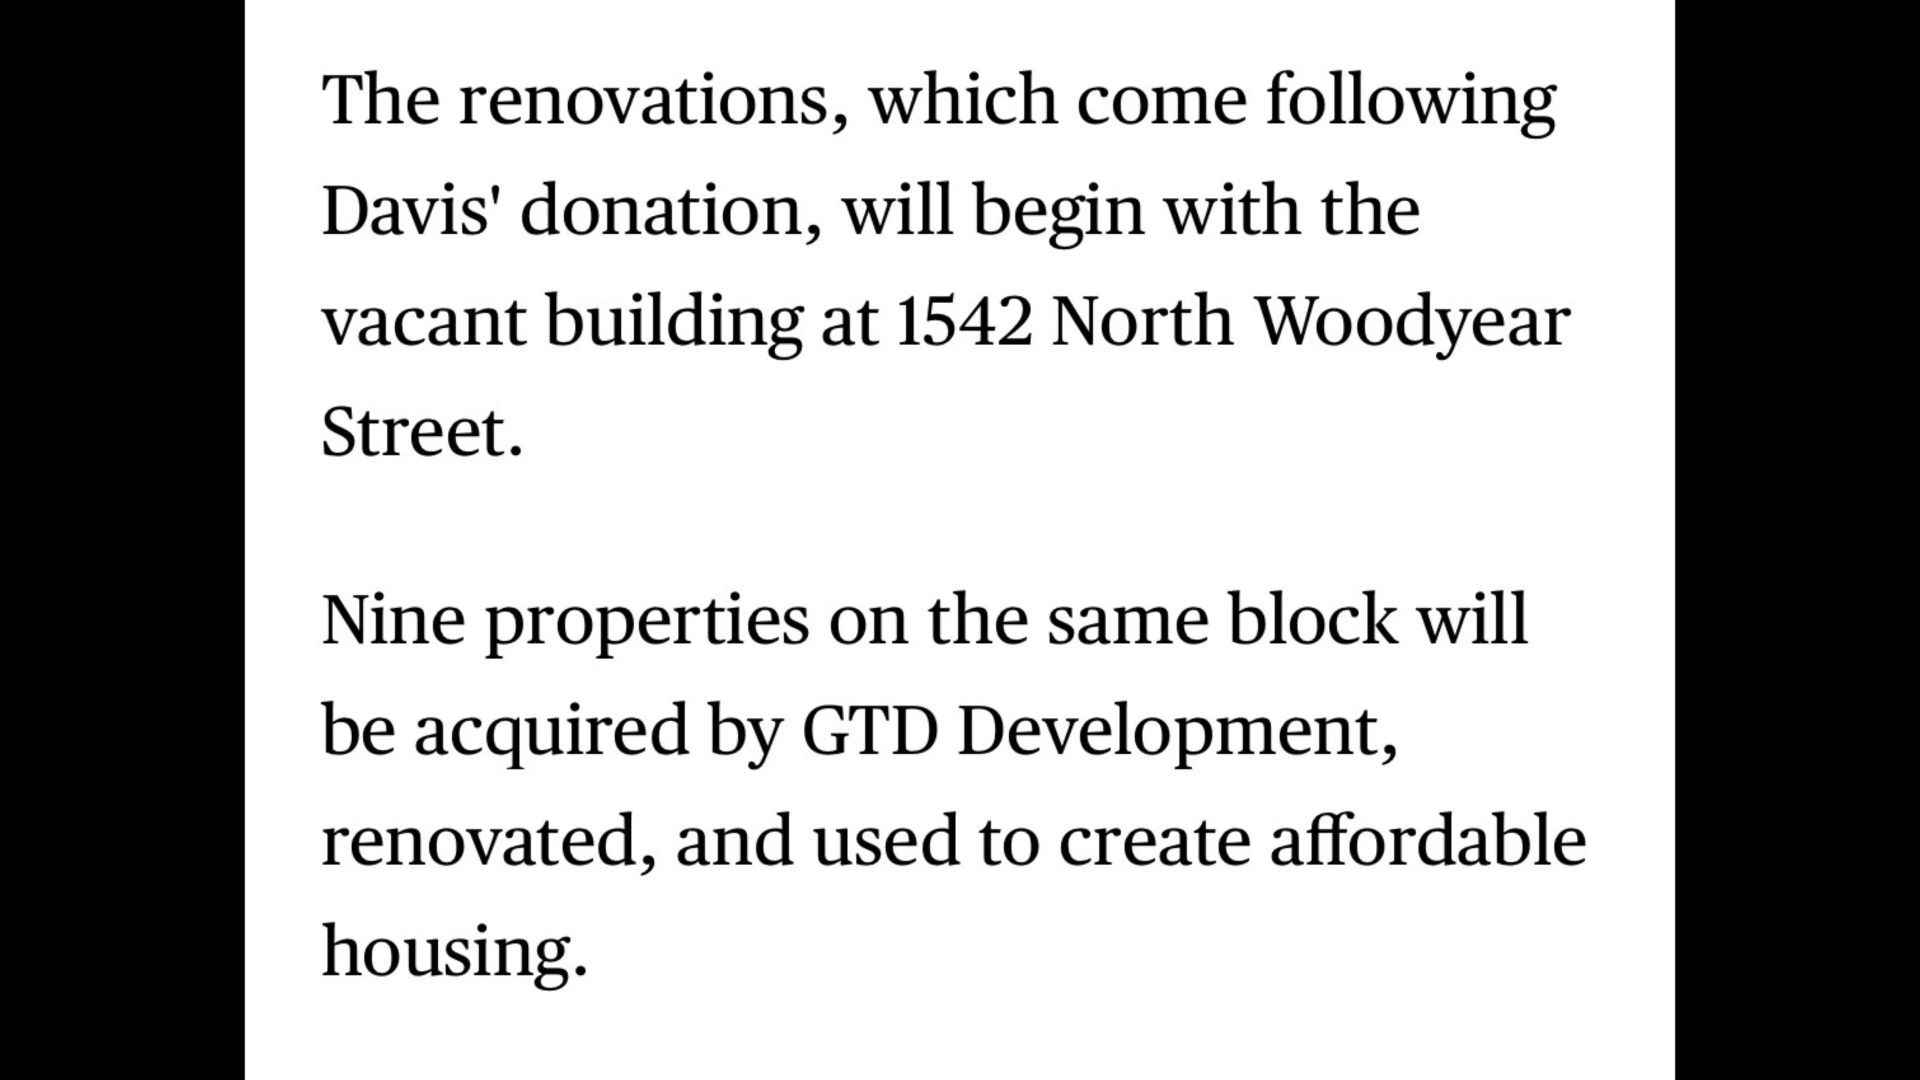 The renovations, which come following
Davis' donation, will begin with the
vacant building at 1542 North Woodyear
Street.
Nine properties on the same block will
be acquired by GTD Development,
renovated, and used to create affordable
housing.